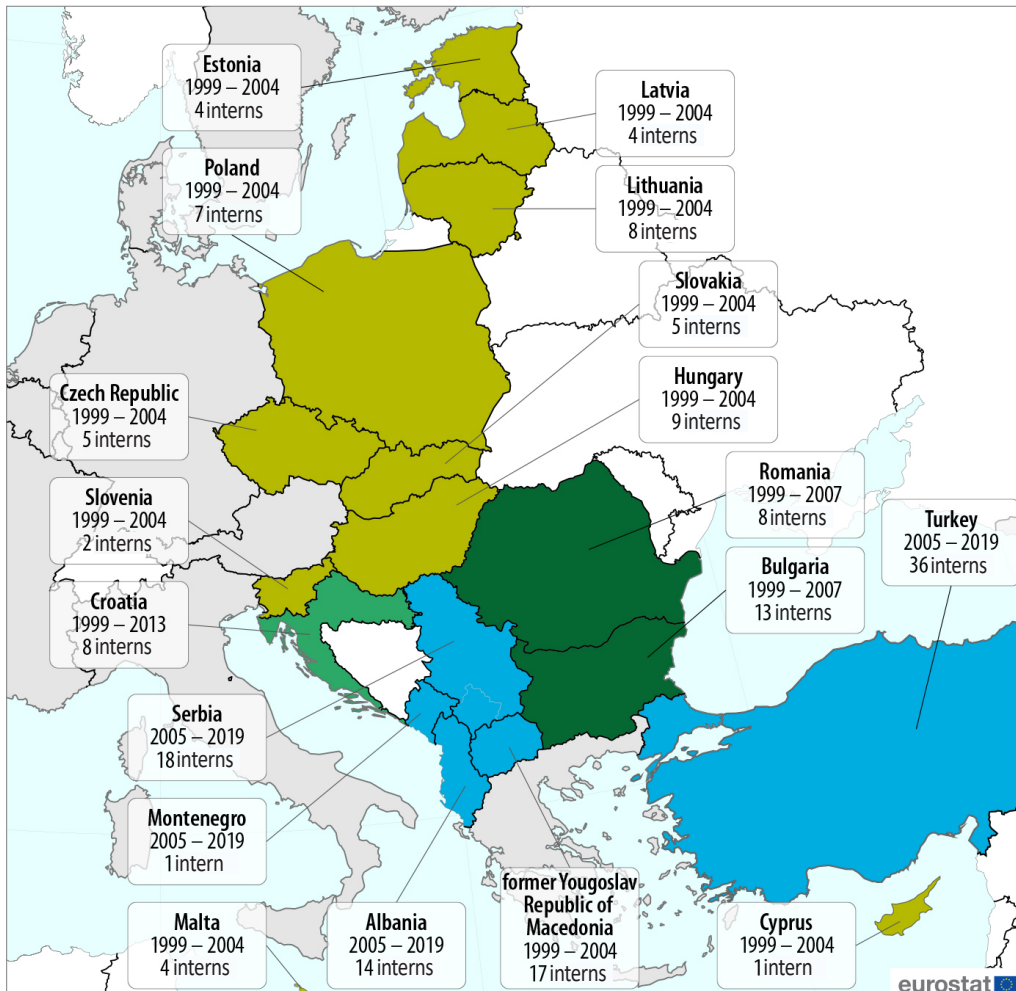 Estonia
1999 – 2004
4 interns
Latvia
1999 – 2004
4 interns
Poland
1999 – 2004
7 interns
Lithuania
1999 – 2004
8 interns
Slovakia
1999 – 2004
5 interns
Czech Republic
1999 – 2004
5 interns
Hungary
1999 – 2004
9 interns
Slovenia
1999 – 2004
2 interns
Romania
1999 – 2007
8 interns
Turkey
2005 – 2019
36 interns
Bulgaria
1999 – 2007
13 interns
Croatia
1999 – 2013
8 interns
Serbia
2005 – 2019
18 interns
Montenegro
2005 – 2019
1 intern
Malta
1999 – 2004
4 interns
Albania
2005 – 2019
14 interns
former Yougoslav
Republic of
Macedonia
1999 – 2004
17 interns
Cyprus
1999 – 2004
1 intern
eurostat